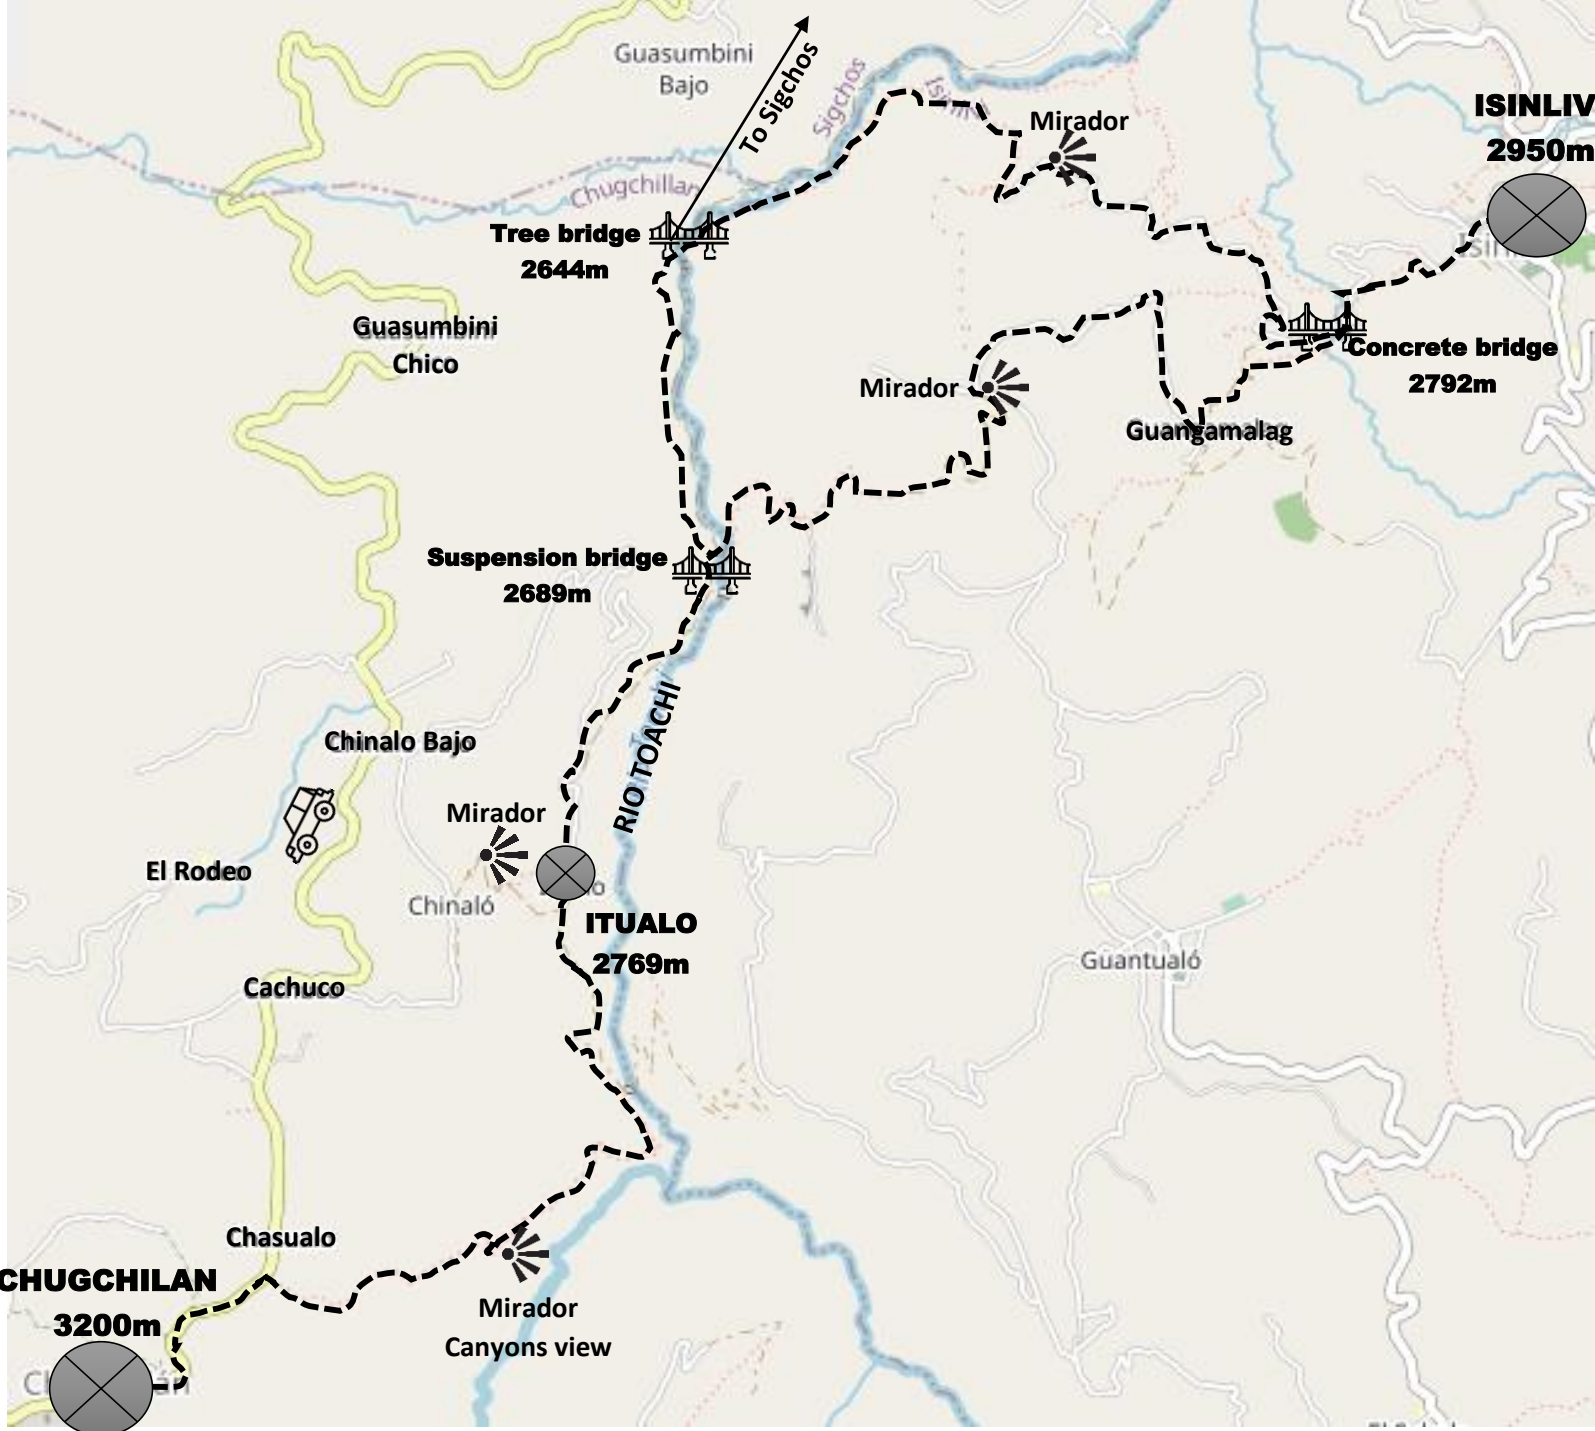 Guasumbini
Bajo
To Sigchos
Sigchos
Mirador
ISINLIV
2950m
Chugchillan
Tree bridge
2644m
Guasumbini
Chico
Mirador
Concrete bridge
2792m
Guangamalag
Suspension bridge
2689m
RIO TOACHI
Chinalo Bajo
Mirador
El Rodeo
Chinaló
ITUALO
2769m
Cachuco
Guantualó
Chasualo
CHUGCHILAN
3200m
Mirador
Canyons view